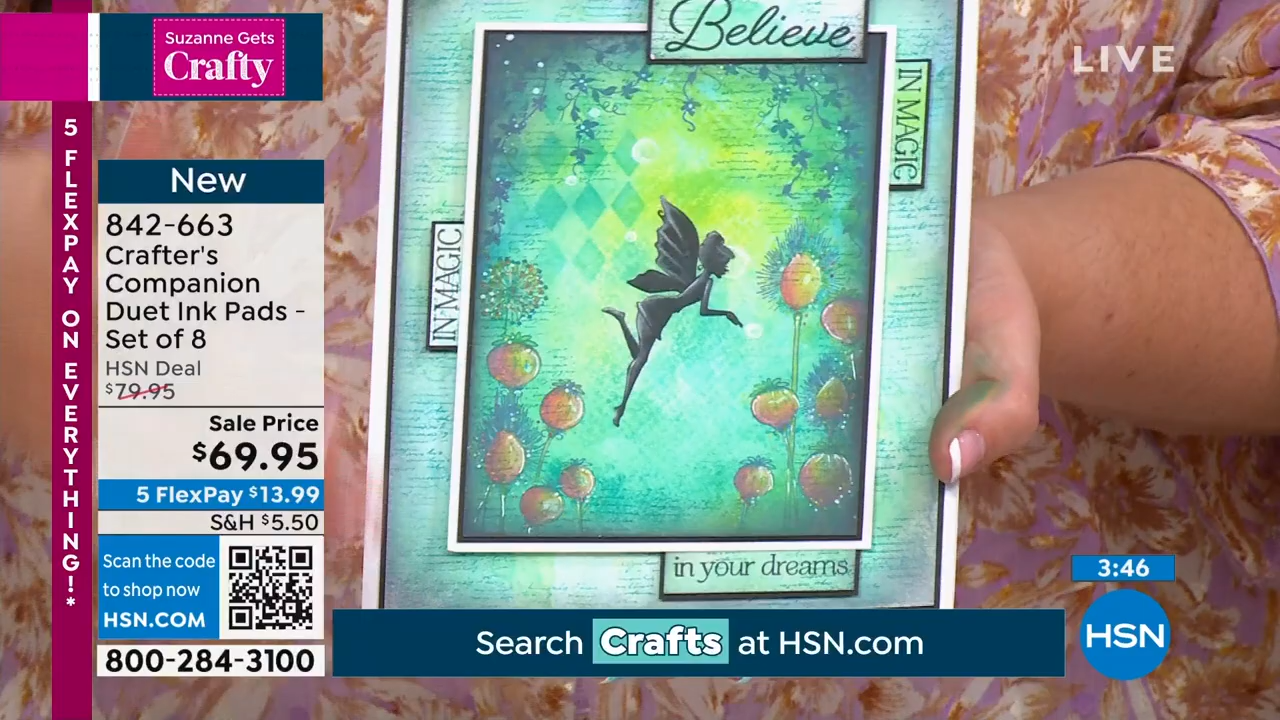 Suzanne Gets
Crafty
5 FLEXPAY ON EVERYTHING!*
New
842-663
Crafter's
Companion
Duet Ink Pads -
Set of 8
HSN Deal
$79.95
Sale Price
$69.95
5 FlexPay $13.99
S&H $5.50
Scan the code
to shop now
HSN.COM
800-284-3100
Believe
IN MAGIC
IN MAGIC
in your dreams
LIVE
3:46
HSN
Search Crafts at HSN.com